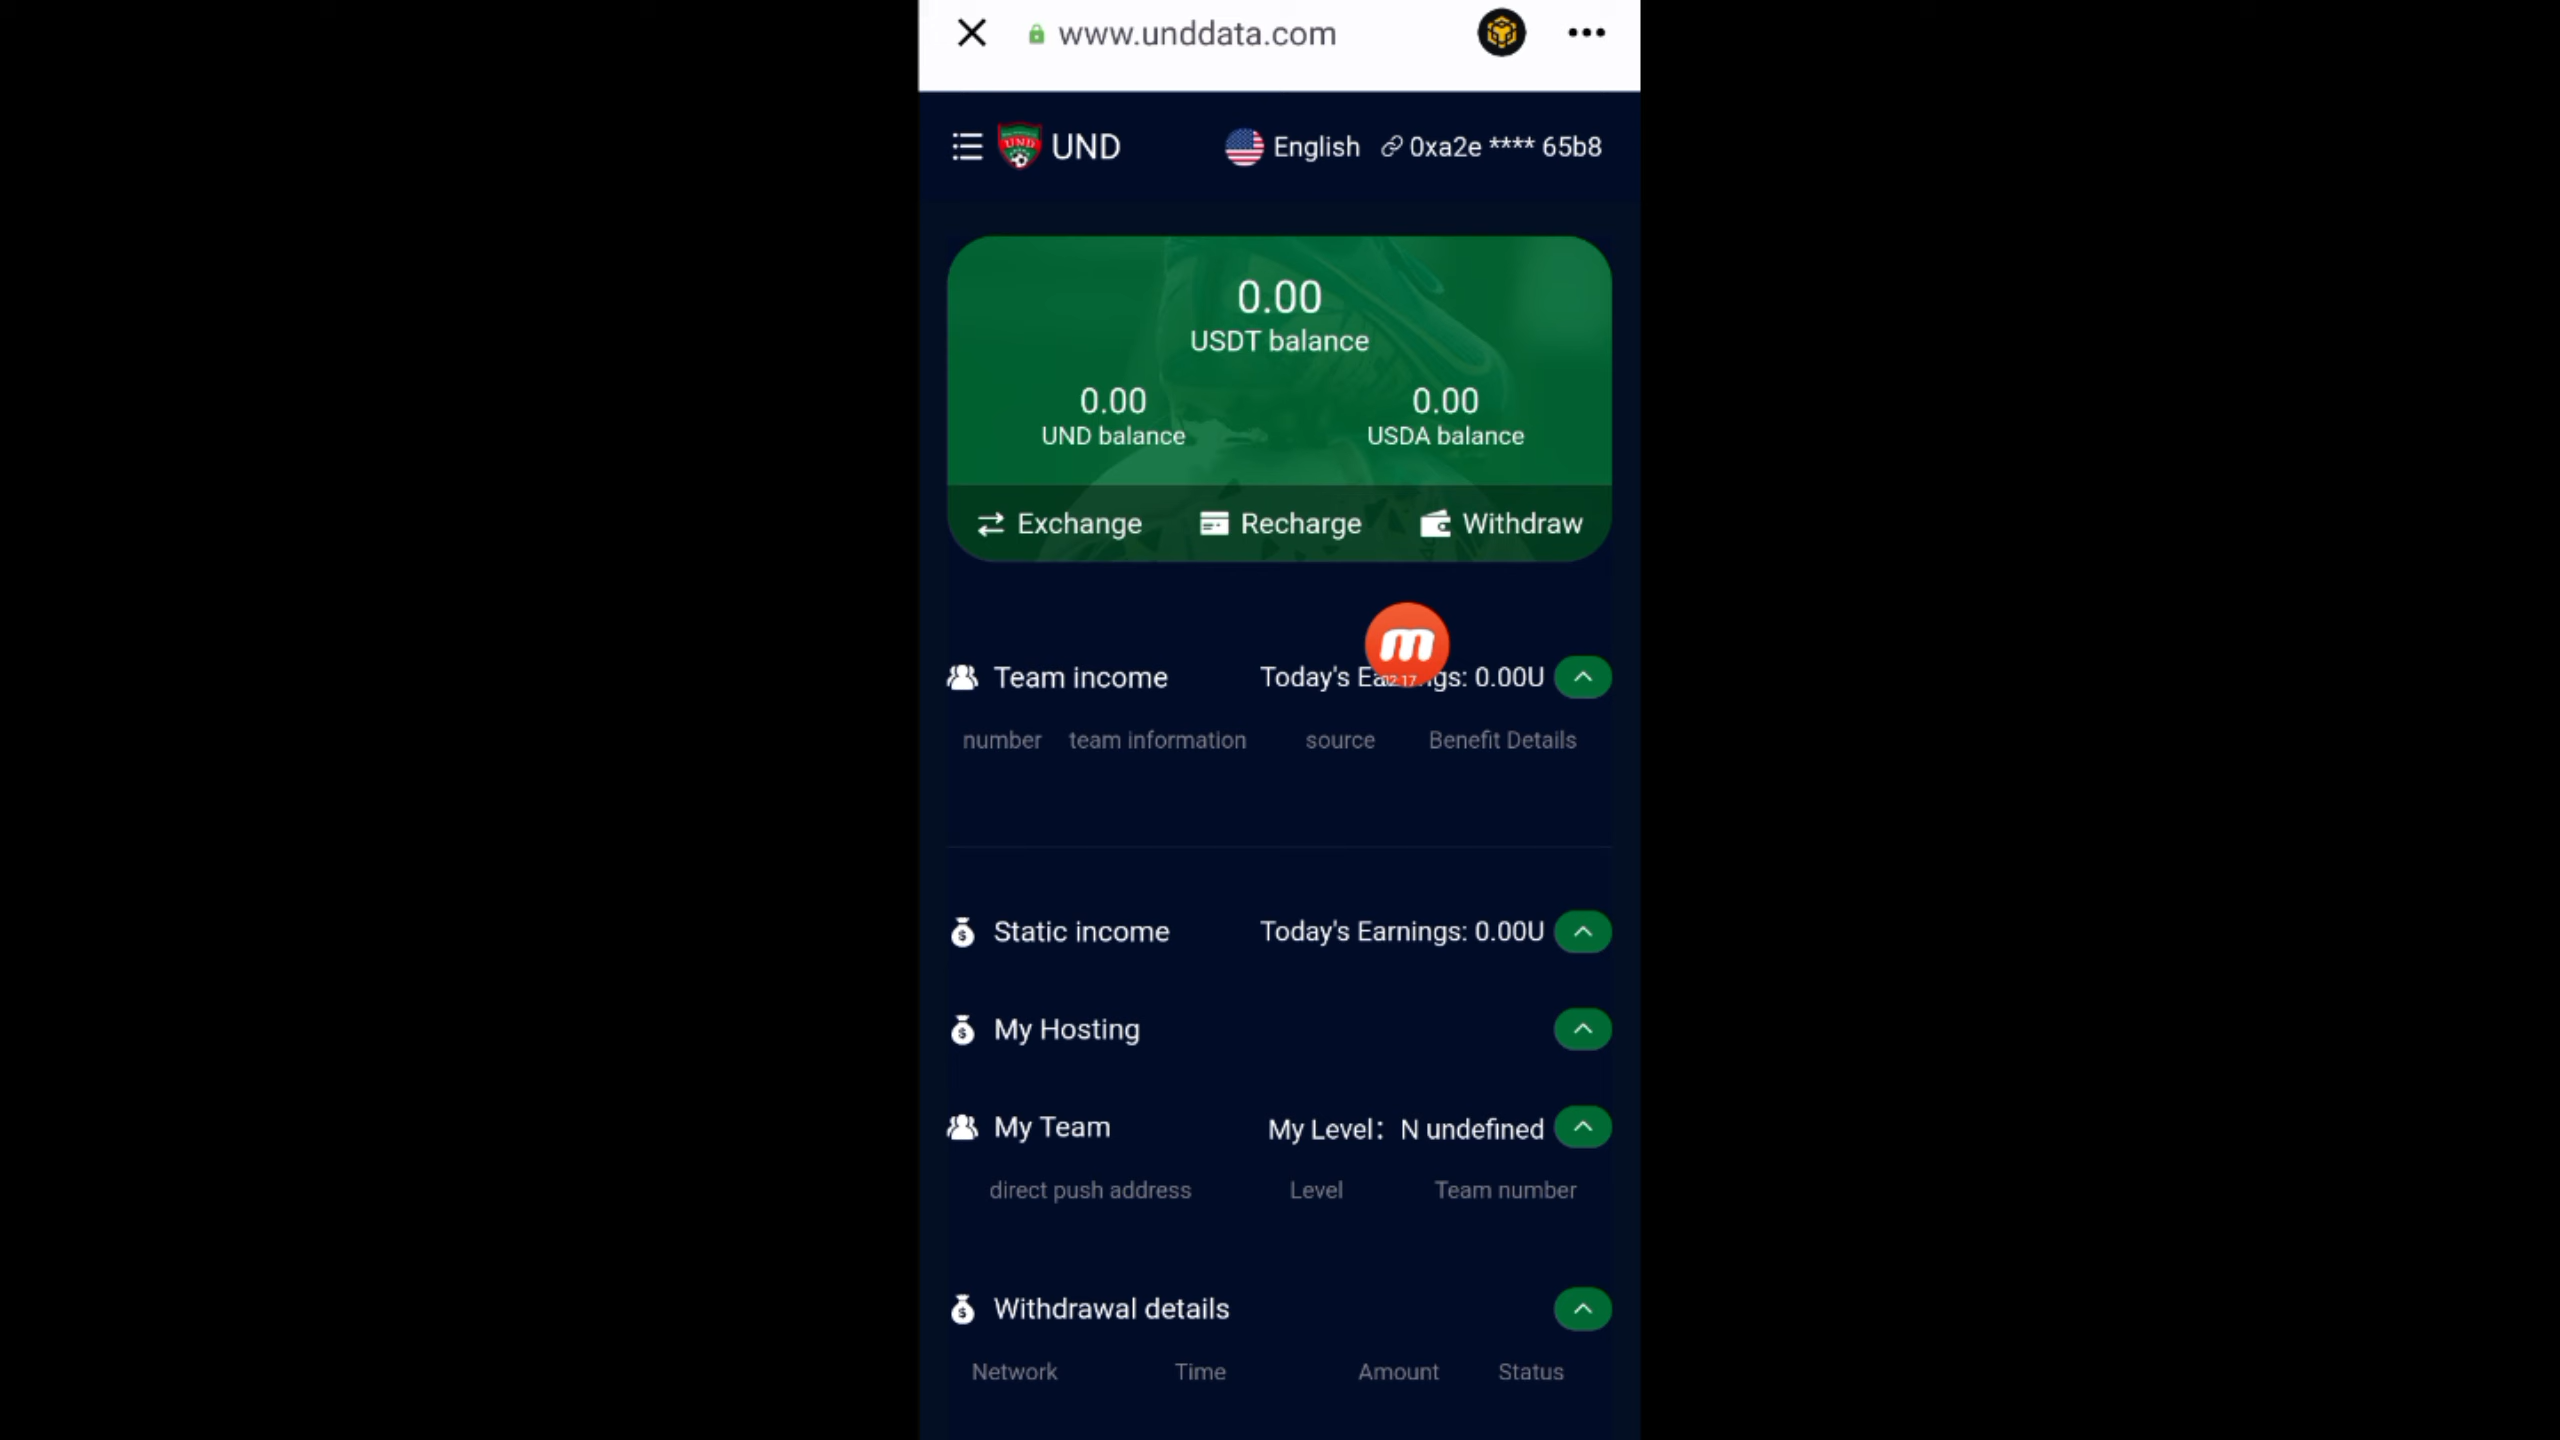 www.unddata.com
UND UND English 0xa2e **** 65b8
0.00
USDT balance
0.00 0.00
UND balance USDA balance
Exchange Recharge Withdraw
m
Team income Today's Ea gs: 0.00U
02:17
number team information source Benefit Details
Static income Today's Earnings: 0.00U
My Hosting
My Team My Level: N undefined
direct push address Level Team number
Withdrawal details
Network Time Amount Status